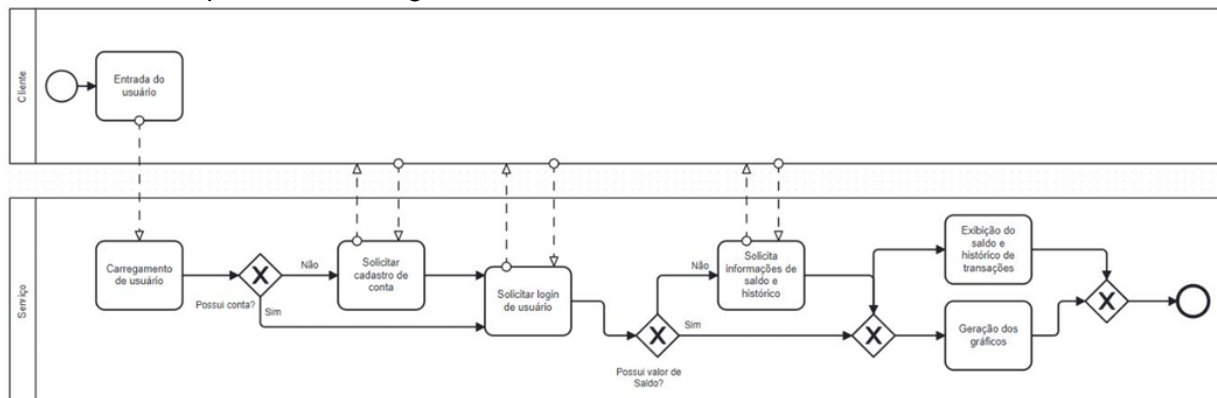 Cliente
Entrada do
usuário
Serviço
Carregamento
de usuário
Possui conta?
Não
Sim
Solicitar
cadastro de
conta
Solicitar login
de usuário
Possui valor de
Saldo?
Não
Sim
Solicita
informações de
saldo e
histórico
Exibição do
saldo e
histórico de
transações
Geração dos
gráficos